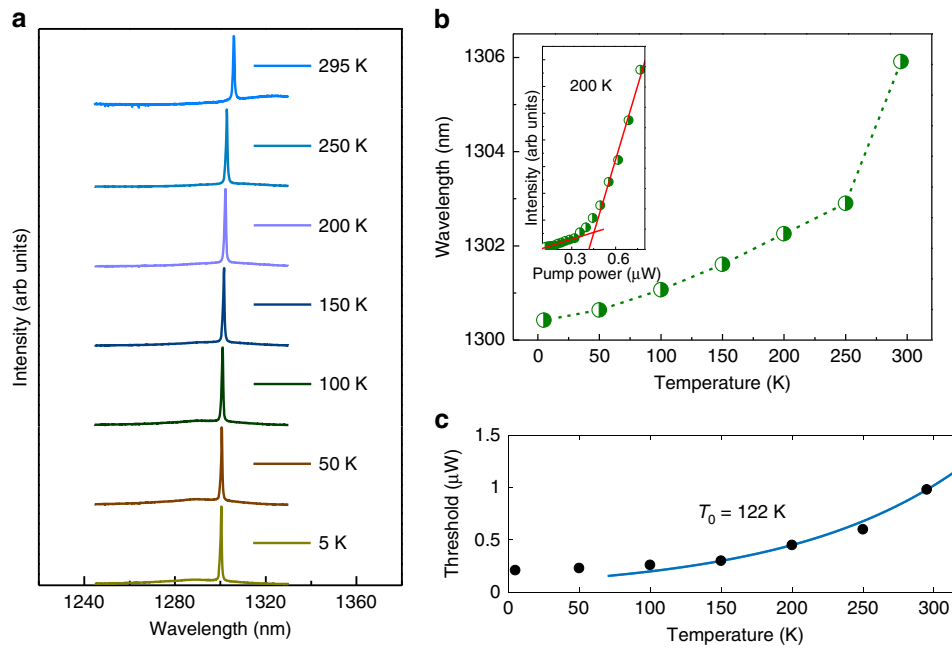 a
295 K
250 K
200 K
150 K
100 K
50 K
5 K
Intensity (arb units)
1240 1280 1320 1360
Wavelength (nm)
b
1306
1304
1302
1300
Wavelength (nm)
0 50 100 150 200 250 300
Temperature (K)
200 K
Intensity (arb units)
0.3 0.6
Pump power (μW)
c
1.5
1
0.5
0
Threshold (μW)
T0 = 122 K
0 50 100 150 200 250 300
Temperature (K)